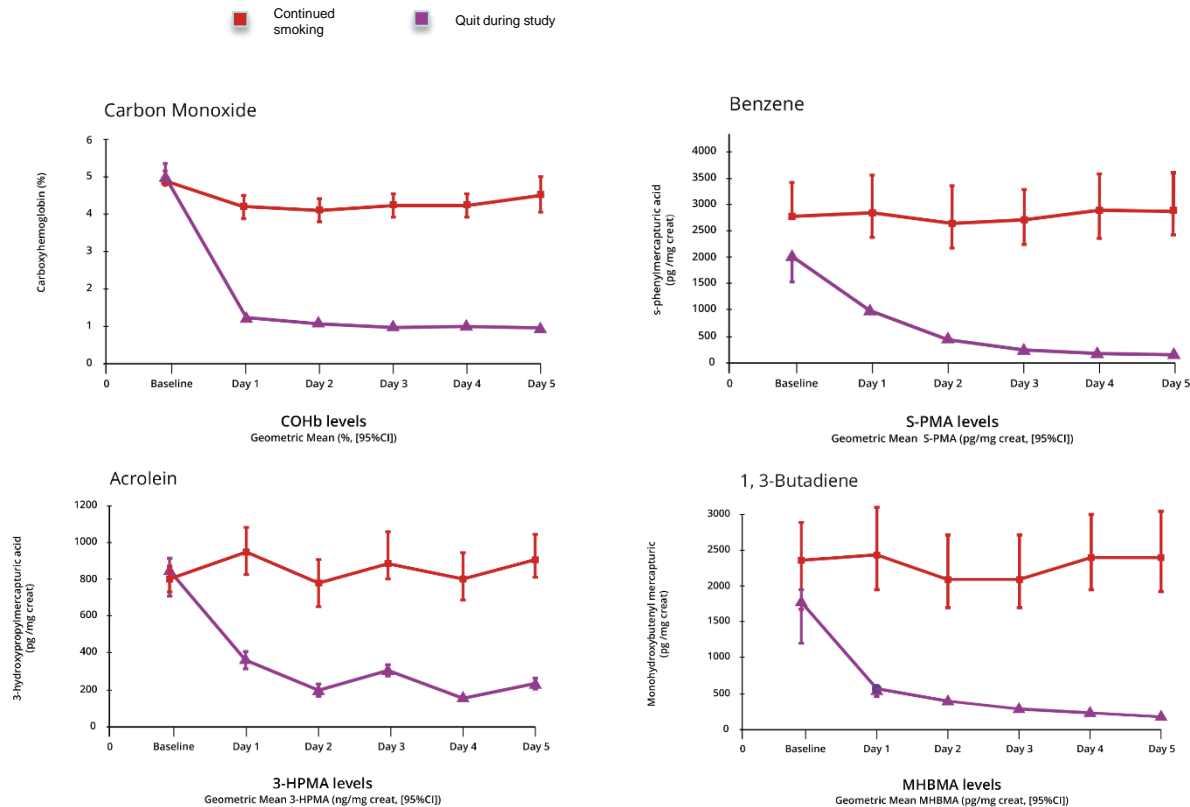 Continued
smoking
Quit during study
Carbon Monoxide
Carboxyhemoglobin (%)
6
5
4
3
2
1
0
0 Baseline Day 1 Day 2 Day 3 Day 4 Day 5
COHb levels
Geometric Mean (%, [95%CI])
Benzene
s-phenylmercapturic acid
(pg /mg creat)
4000
3500
3000
2500
2000
1500
1000
500
0
0 Baseline Day 1 Day 2 Day 3 Day 4 Day 5
S-PMA levels
Geometric Mean S-PMA (pg/mg creat, [95%CI])
Acrolein
3-hydroxypropylmercapturic acid
(pg /mg creat)
1200
1000
800
600
400
200
0
0 Baseline Day 1 Day 2 Day 3 Day 4 Day 5
3-HPMA levels
Geometric Mean 3-HPMA (ng/mg creat, [95%CI])
1, 3-Butadiene
Monohydroxybutenyl mercapturic
(pg /mg creat)
3000
2500
2000
1500
1000
500
0
0 Baseline Day 1 Day 2 Day 3 Day 4 Day 5
MHBMA levels
Geometric Mean MHBMA (pg/mg creat, [95%CI])